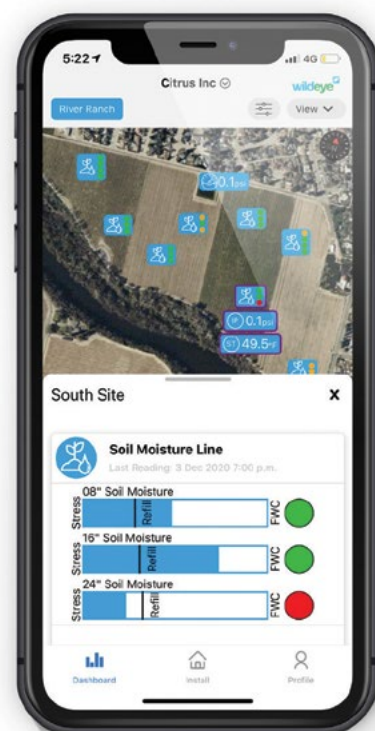 5:22
4G
Citrus Inc
wildeye
River Ranch
View
0.1psi
IP 0.1psi
ST 49.5°F
South Site
X
Soil Moisture Line
Last Reading: 3 Dec 2020 7:00 p.m.
08" Soil Moisture
Stress
Refill
FWC
16" Soil Moisture
Stress
Refill
FWC
24" Soil Moisture
Stress
Refill
FWC
Dashboard
Install
Profile